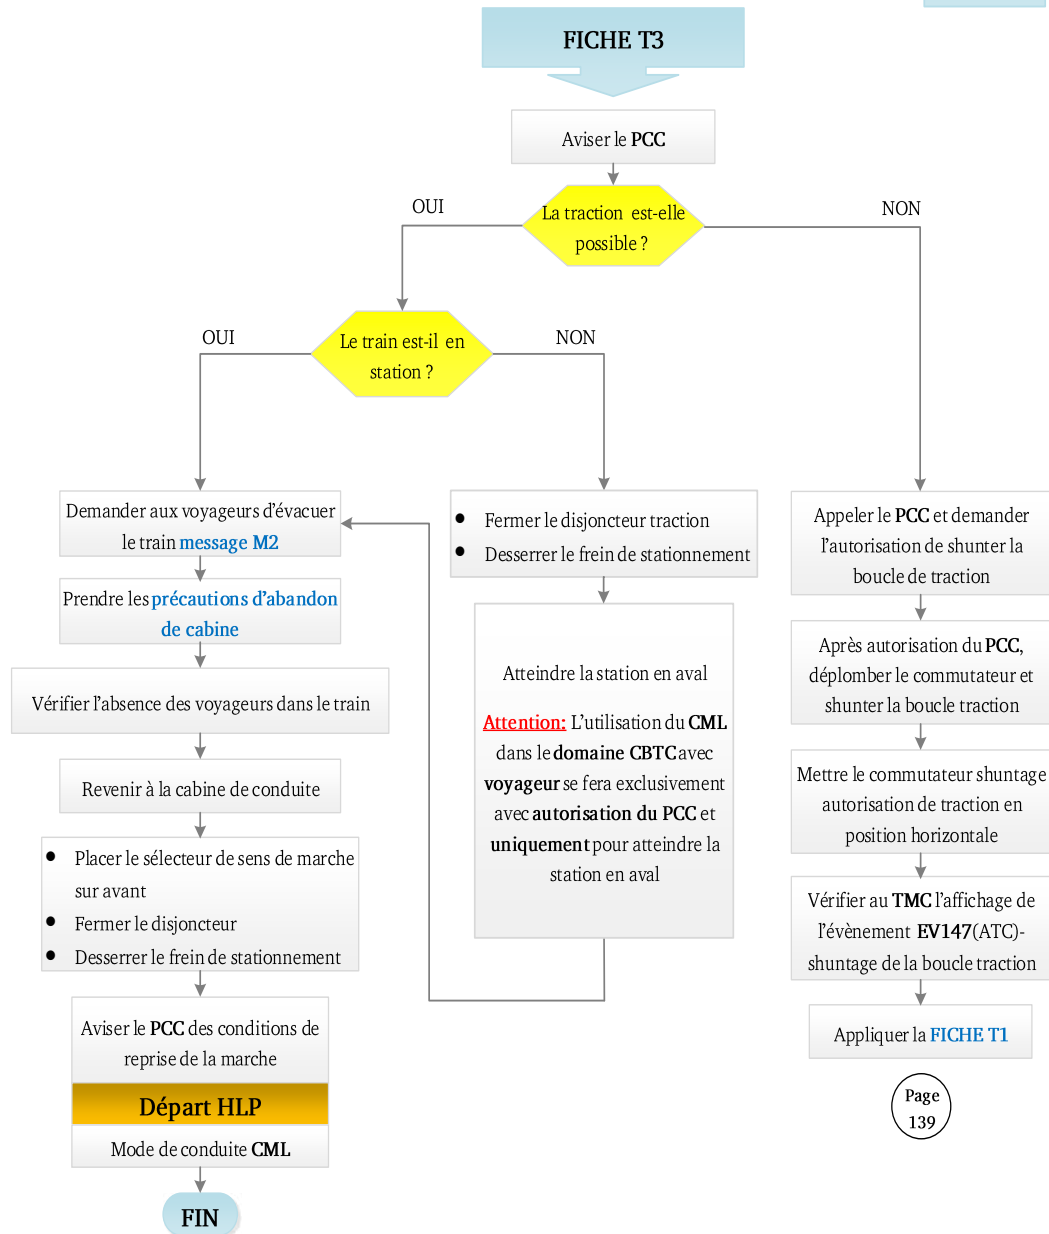 FICHE T3
Aviser le PCC
La traction est-elle
possible ?
OUI
NON
Le train est-il en
station ?
OUI
NON
Demander aux voyageurs d’évacuer
le train message M2
Prendre les précautions d’abandon
de cabine
Vérifier l’absence des voyageurs dans le train
Revenir à la cabine de conduite
• Placer le sélecteur de sens de marche
sur avant
• Fermer le disjoncteur
• Desserrer le frein de stationnement
Aviser le PCC des conditions de
reprise de la marche
Départ HLP
Mode de conduite CML
FIN
• Fermer le disjoncteur traction
• Desserrer le frein de stationnement
Atteindre la station en aval
Attention: L’utilisation du CML
dans le domaine CBTC avec
voyageur se fera exclusivement
avec autorisation du PCC et
uniquement pour atteindre la
station en aval
Appeler le PCC et demander
l’autorisation de shunter la
boucle de traction
Après autorisation du PCC,
déplomber le commutateur et
shunter la boucle traction
Mettre le commutateur shuntage
autorisation de traction en
position horizontale
Vérifier au TMC l’affichage de
l’évènement EV147(ATC)-
shuntage de la boucle traction
Appliquer la FICHE T1
Page
139